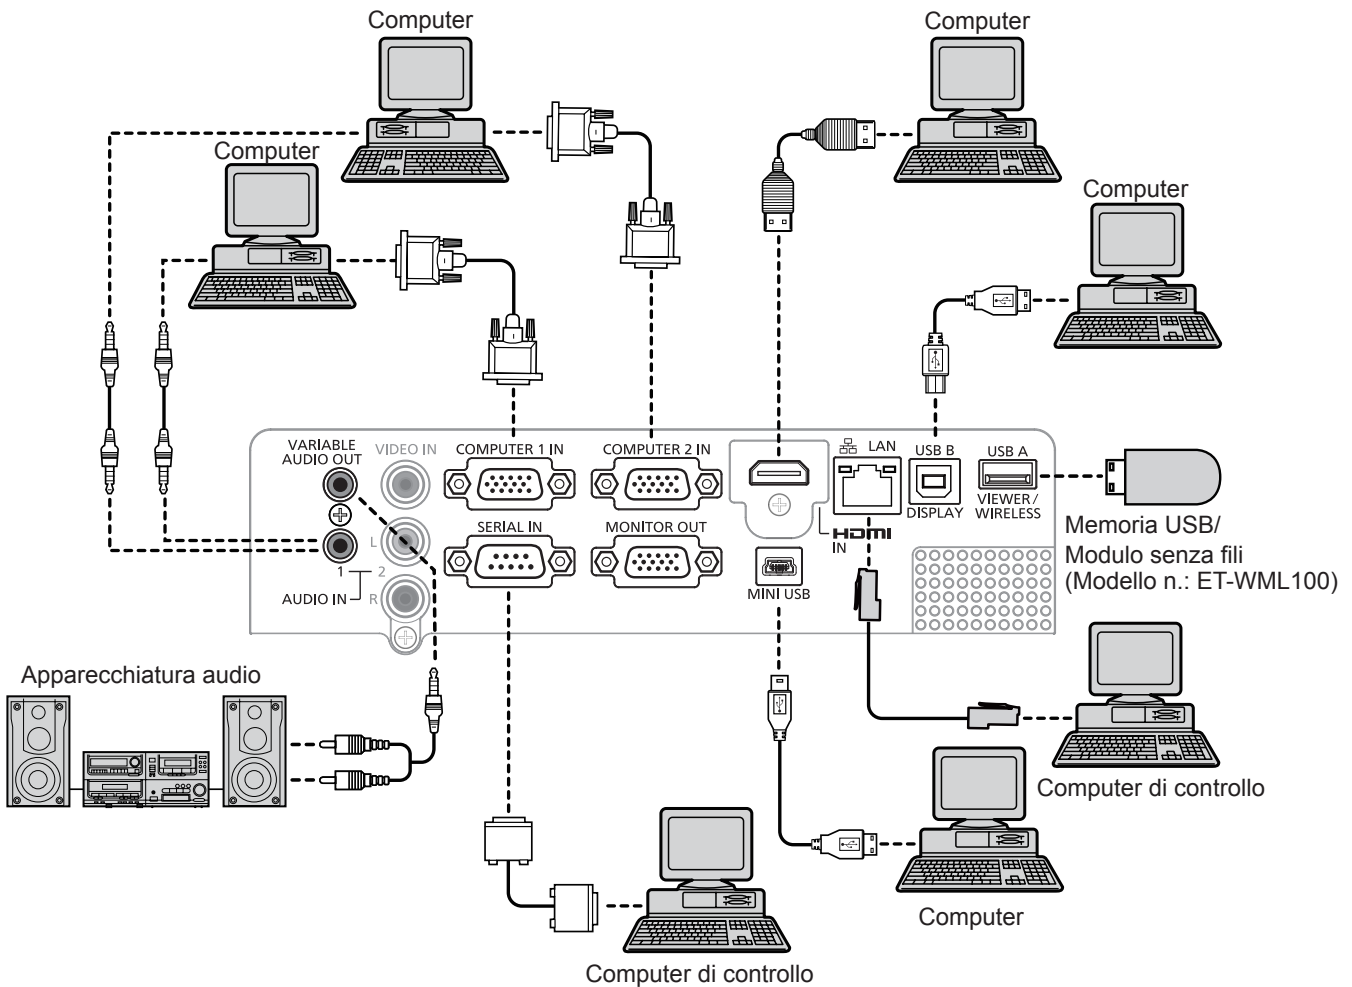 Computer
Computer
Computer
Computer
VARIABLE
AUDIO OUT
VIDEO IN
COMPUTER 1 IN
COMPUTER 2 IN
LAN
USB B
USB A
VIEWER /
WIRELESS
DISPLAY
SERIAL IN
MONITOR OUT
HDMI
IN
L
1
2
AUDIO IN
R
MINI USB
Memoria USB/
Modulo senza fili
(Modello n.: ET-WML100)
Apparecchiatura audio
Computer di controllo
Computer
Computer di controllo